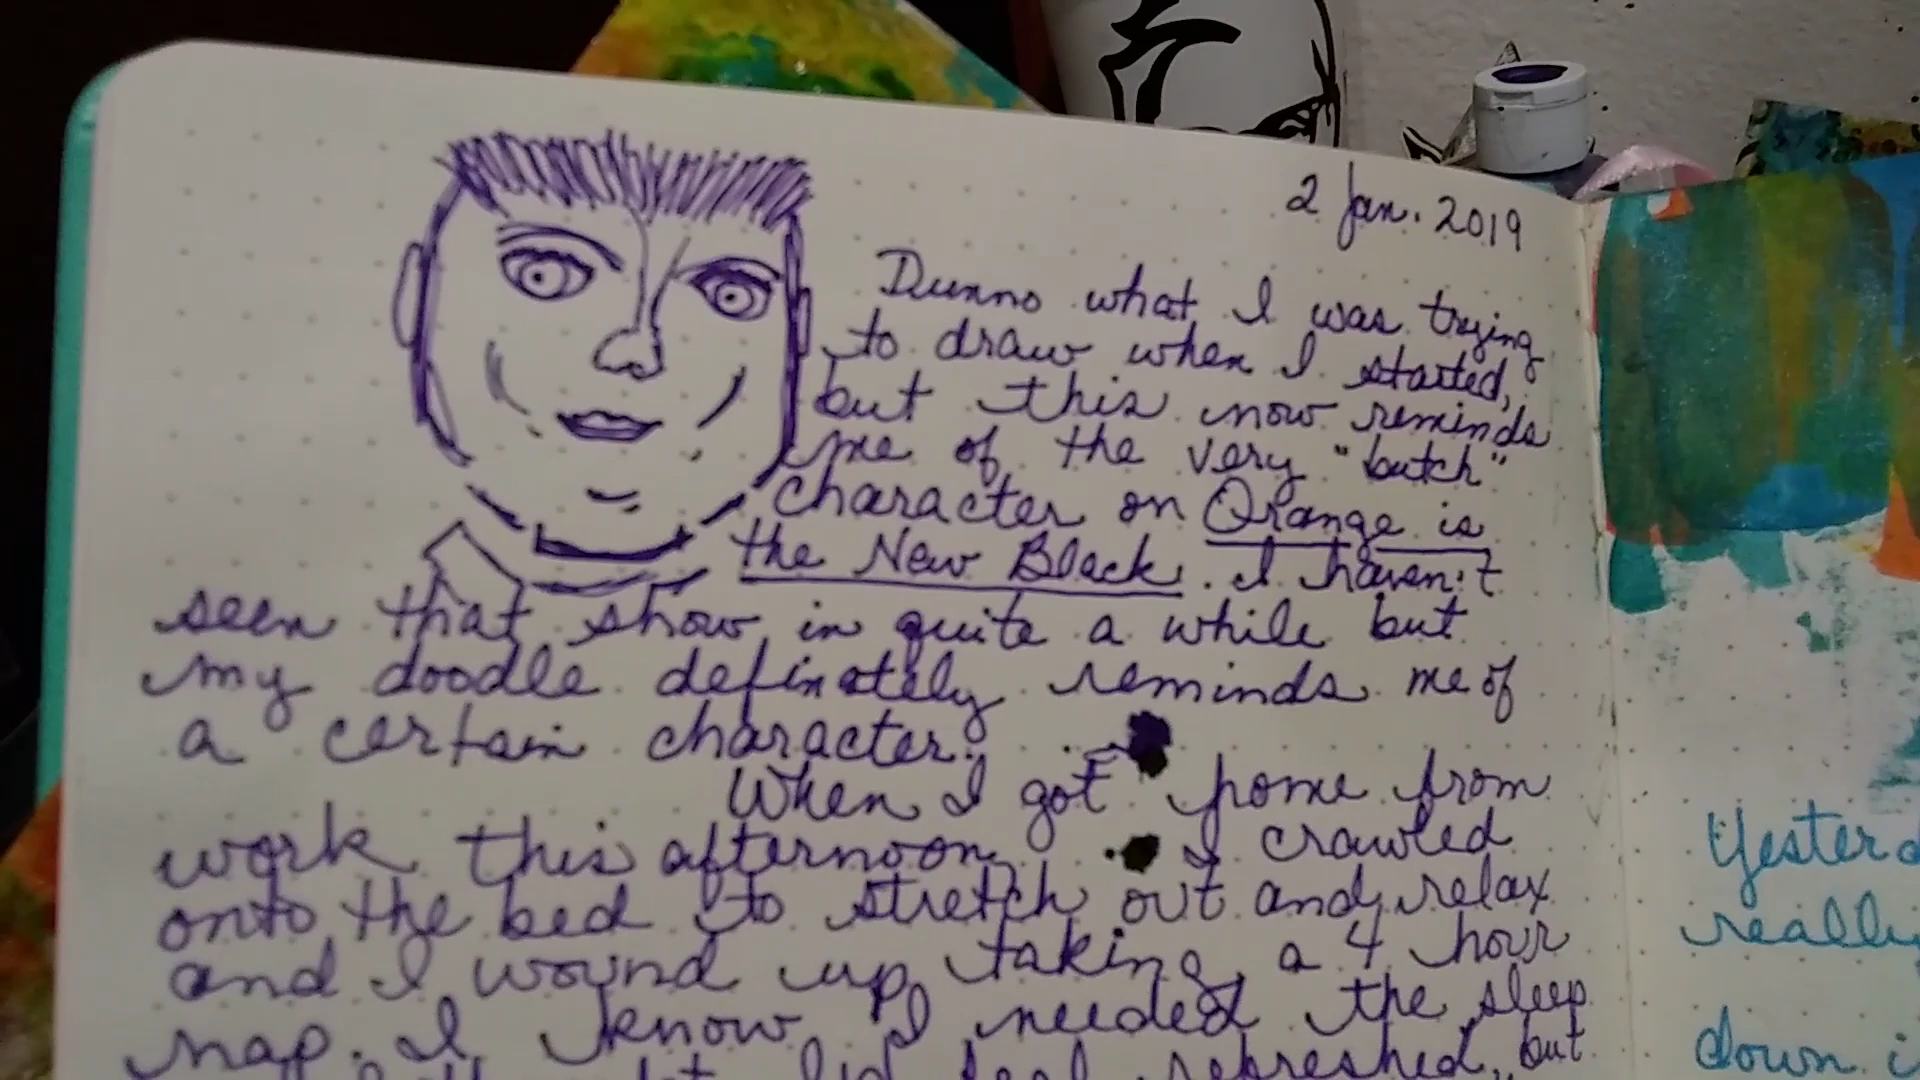 2 Jan. 2019
Dunno what I was trying
to draw when I started,
but this now reminds
me of the very "butch"
character on Orange is
the New Black. I haven't
seen that show in quite a while but
my doodle definately reminds me of
a certain character.
When I got home from
work this afternoon, I crawled
onto the bed to stretch out and relax
and I wound up taking a 4 hour
nap. I know I needed the sleep
refreshed, but
Yesterd
really
down i